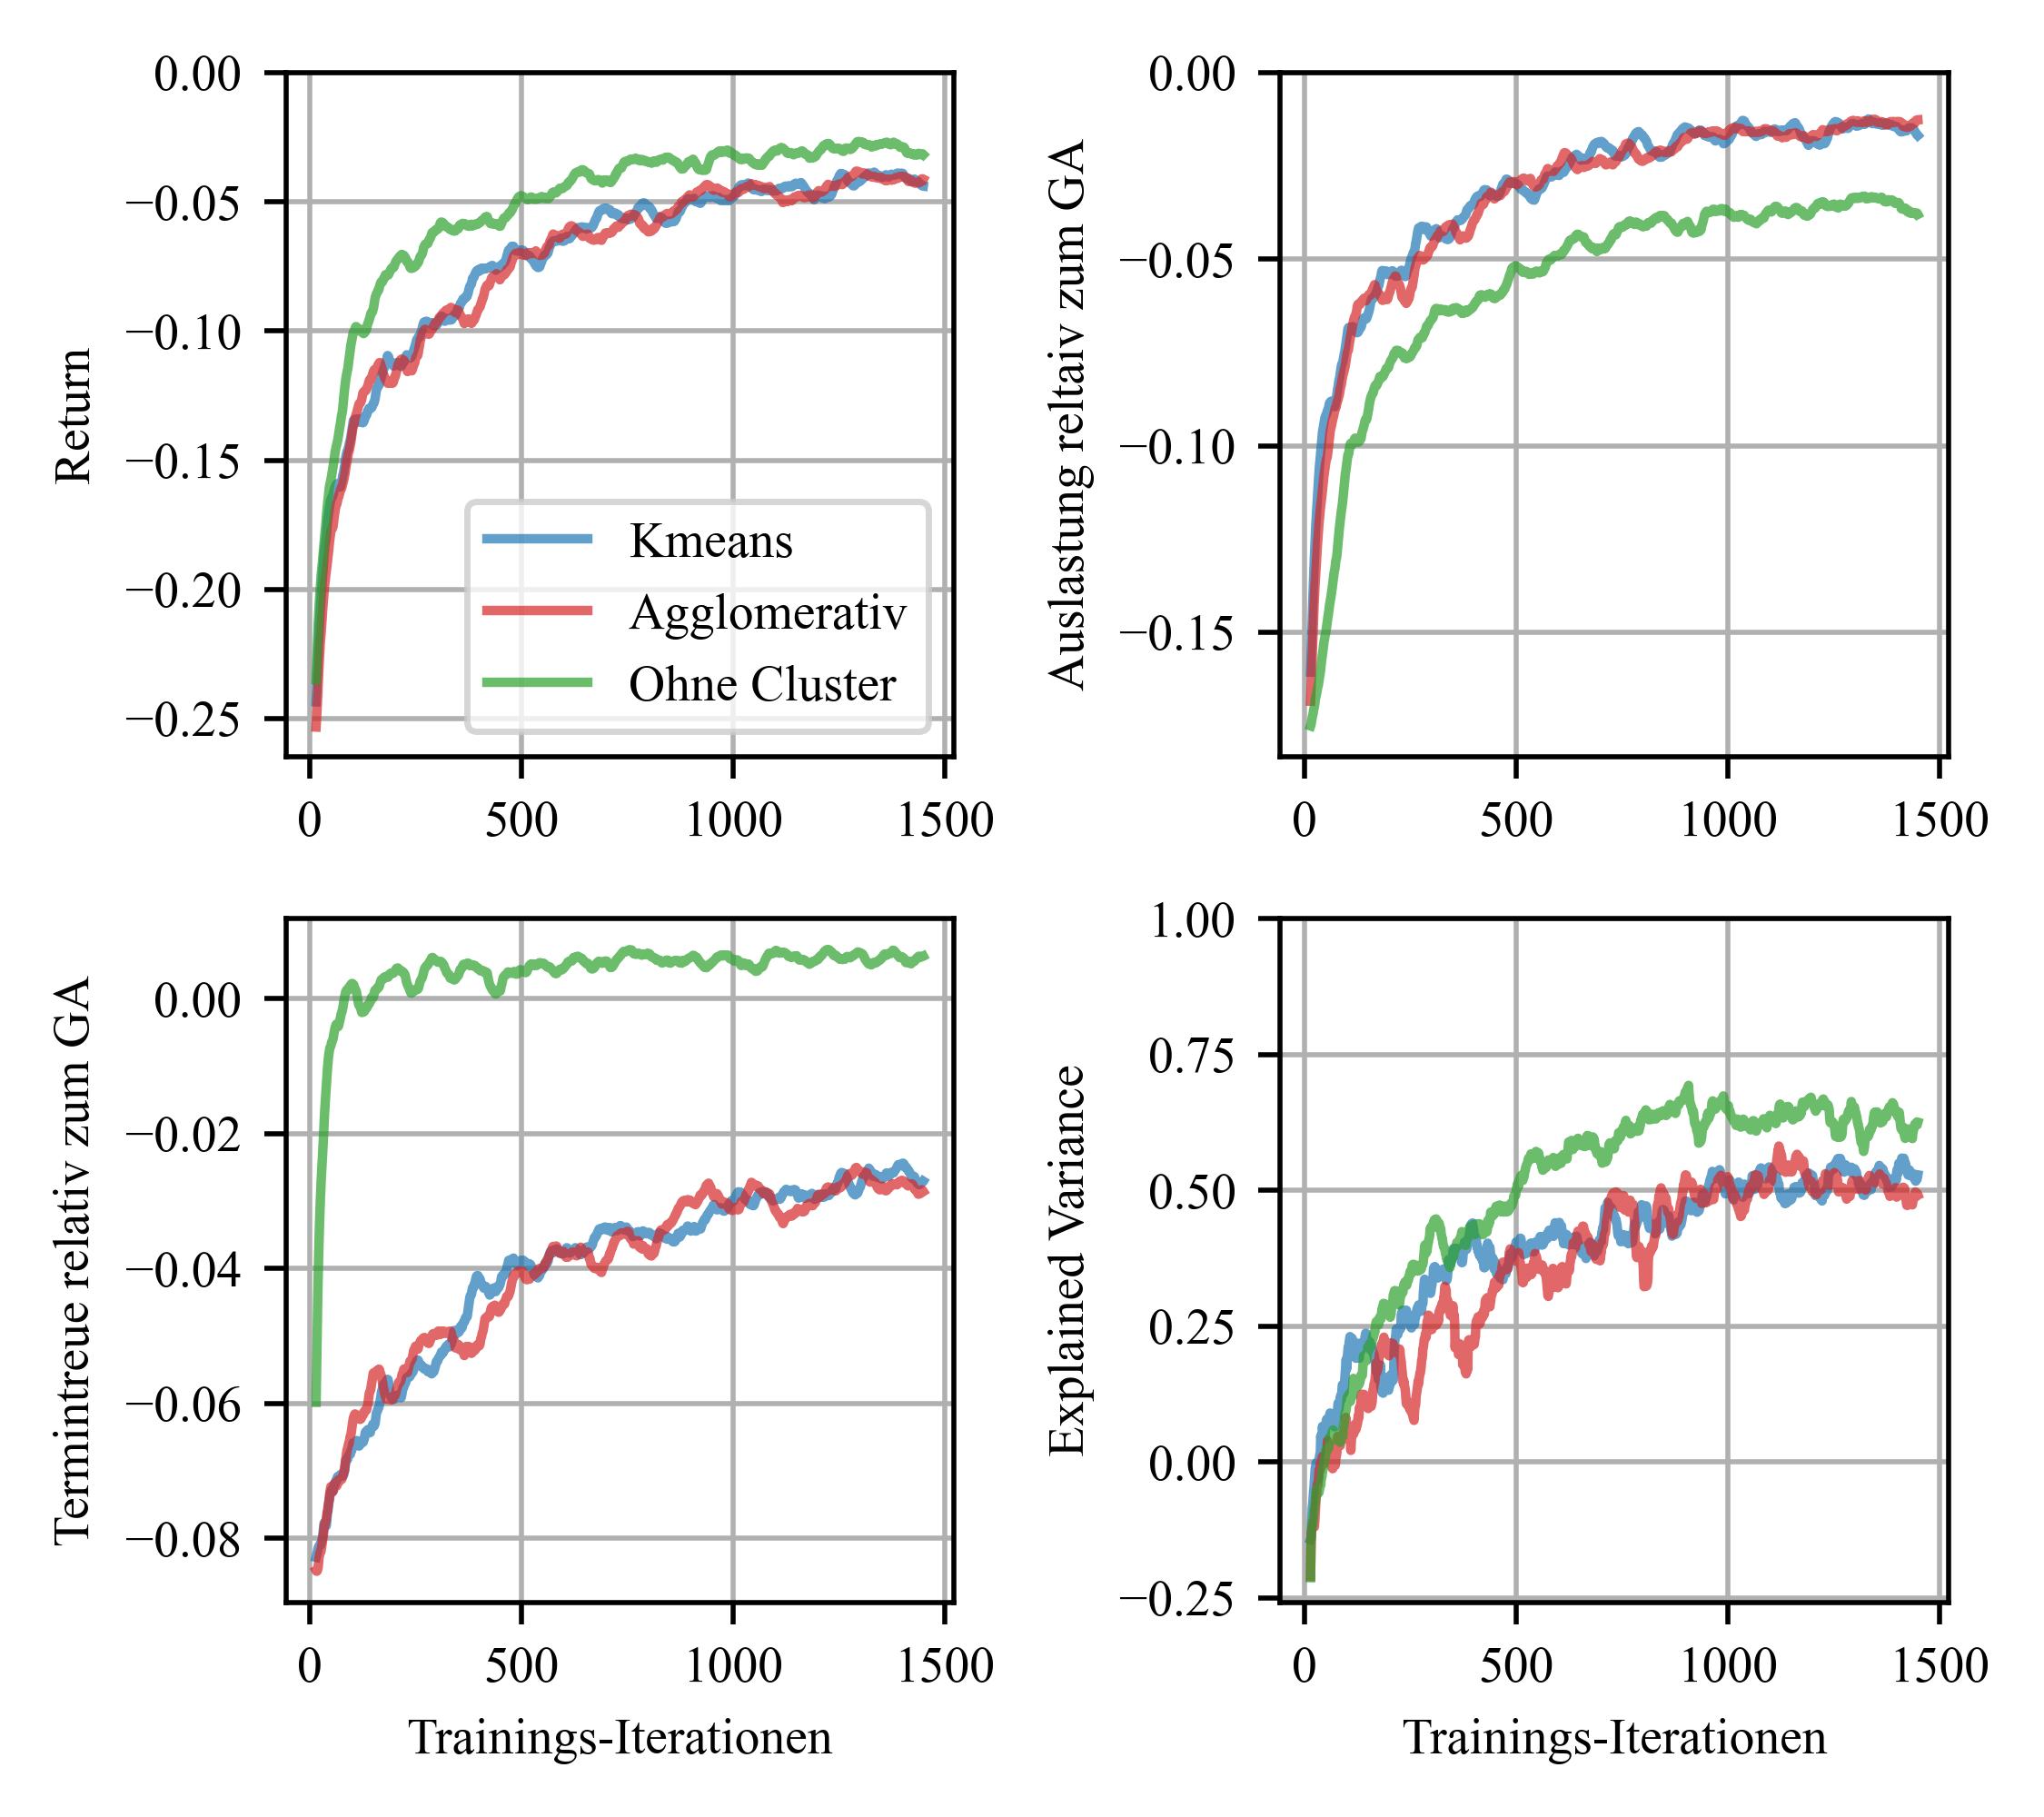 0.00
−0.05
−0.10
−0.15
−0.20
−0.25
Return
Kmeans
Agglomerativ
Ohne Cluster
0 500 1000 1500
0.00
−0.05
−0.10
−0.15
Auslastung reltaiv zum GA
0 500 1000 1500
0.00
−0.02
−0.04
−0.06
−0.08
Termintreue relativ zum GA
0 500 1000 1500
Trainings-Iterationen
1.00
0.75
0.50
0.25
0.00
−0.25
Explained Variance
0 500 1000 1500
Trainings-Iterationen